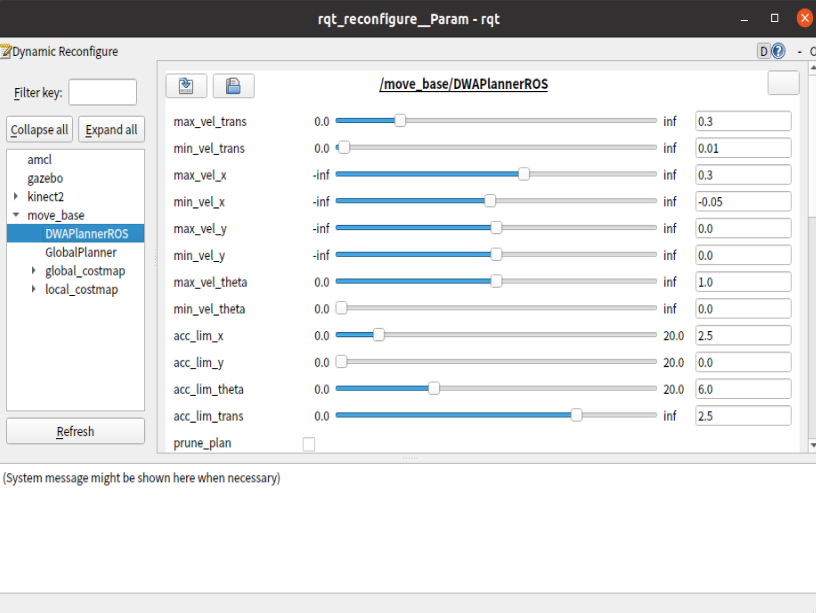 rqt_reconfigure__Param - rqt
Dynamic Reconfigure
D ? - O
Filter key:
Collapse all Expand all
amcl
gazebo
kinect2
move_base
DWAPlannerROS
GlobalPlanner
global_costmap
local_costmap
Refresh
/move_base/DWAPlannerROS
max_vel_trans 0.0 inf 0.3
min_vel_trans 0.0 inf 0.01
max_vel_x -inf inf 0.3
min_vel_x -inf inf -0.05
max_vel_y -inf inf 0.0
min_vel_y -inf inf 0.0
max_vel_theta 0.0 inf 1.0
min_vel_theta 0.0 inf 0.0
acc_lim_x 0.0 20.0 2.5
acc_lim_y 0.0 20.0 0.0
acc_lim_theta 0.0 20.0 6.0
acc_lim_trans 0.0 inf 2.5
prune_plan
(System message might be shown here when necessary)